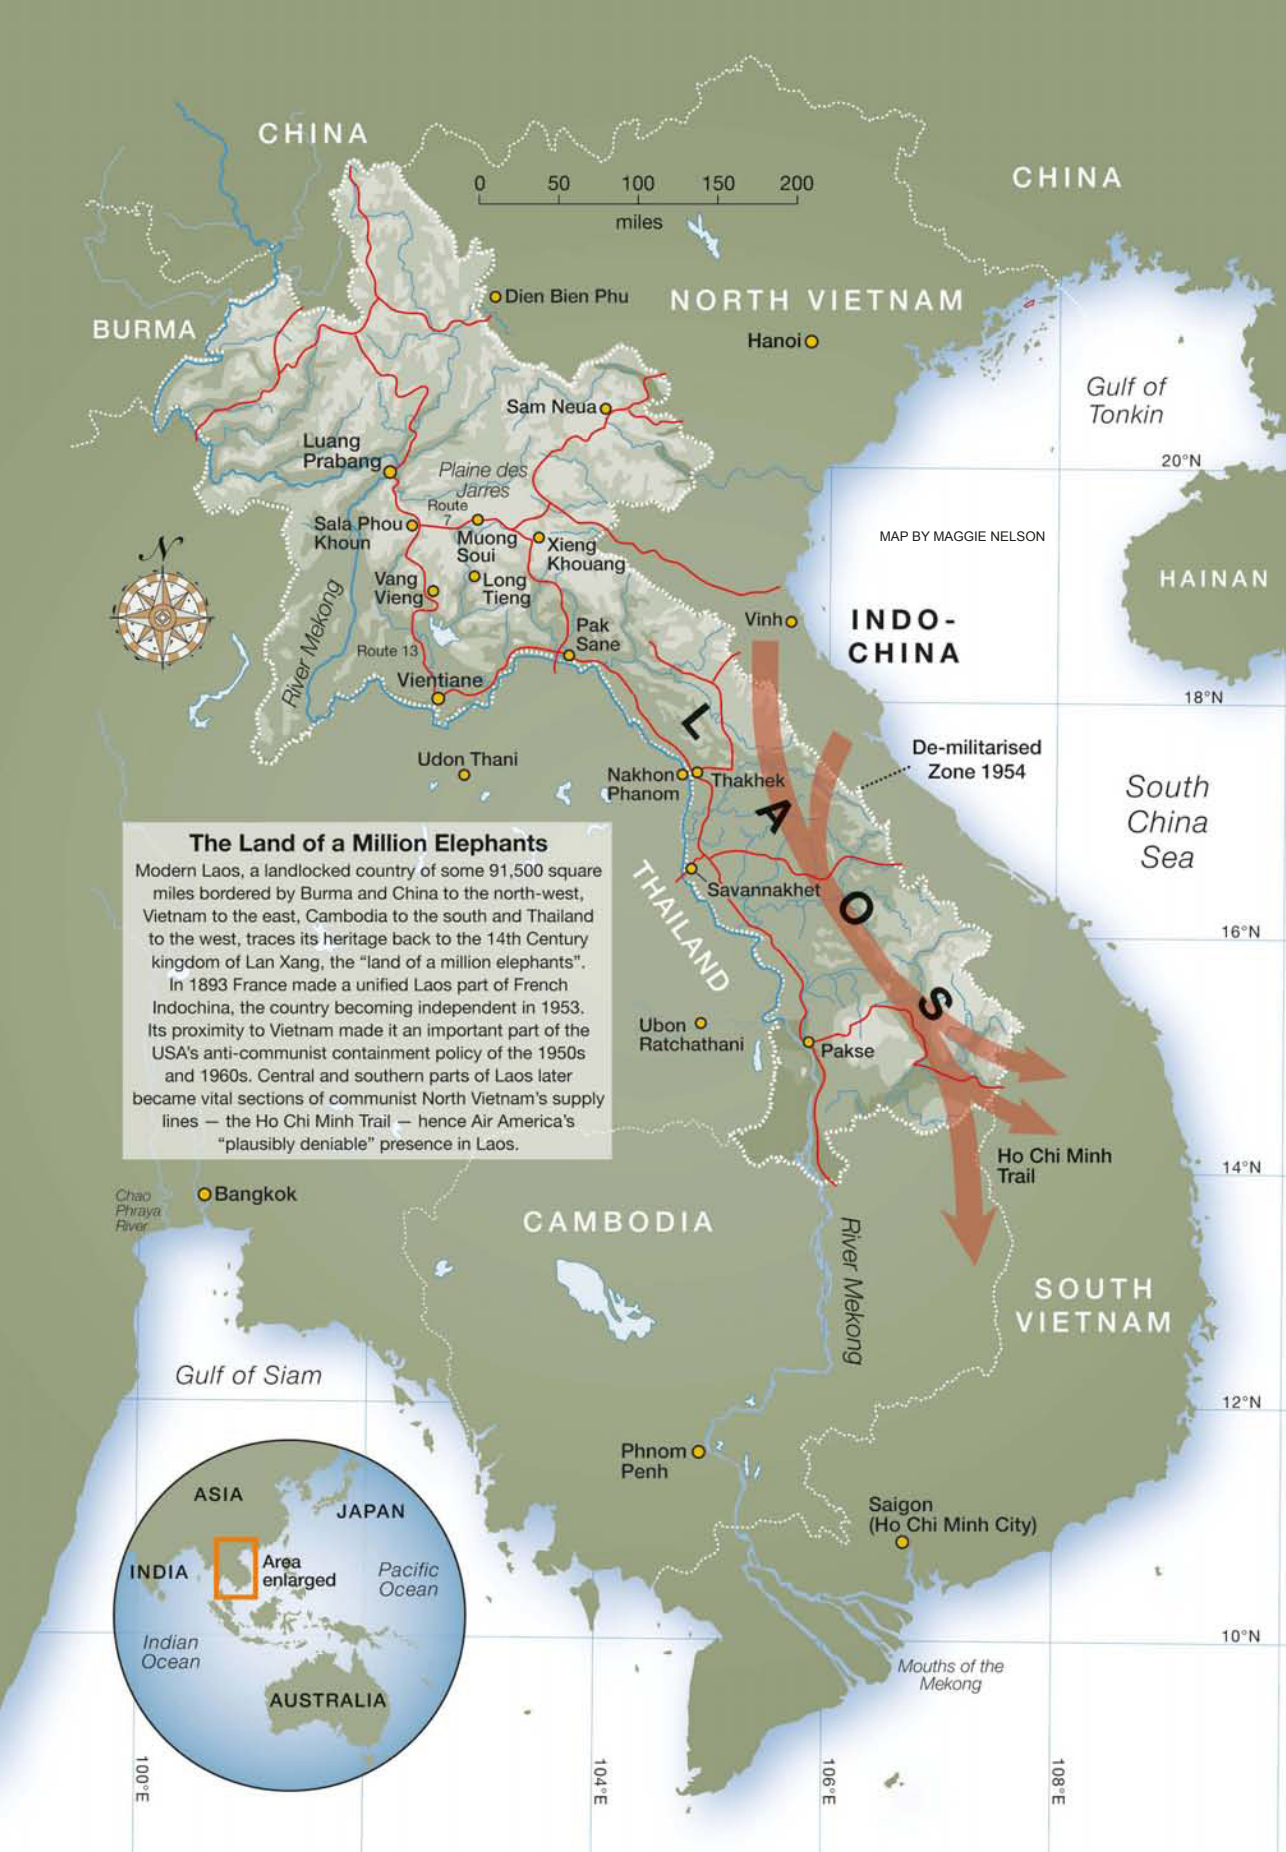 CHINA
CHINA
0 50 100 150 200
miles
Dien Bien Phu
NORTH VIETNAM
BURMA
Hanoi
Gulf of
Tonkin
Sam Neua
Luang
Prabang
Plaine des
Jarres
20°N
Route
7
Sala Phou
Khoun
Muong
Soui
Xieng
Khouang
MAP BY MAGGIE NELSON
N
HAINAN
Vang
Vieng
Long
Tieng
River Mekong
Vinh
INDO-
CHINA
Pak
Sane
Route 13
Vientiane
18°N
LAOS
De-militarised
Zone 1954
Udon Thani
Nakhon
Phanom
Thakhek
South
China
Sea
The Land of a Million Elephants
Modern Laos, a landlocked country of some 91,500 square
miles bordered by Burma and China to the north-west,
Vietnam to the east, Cambodia to the south and Thailand
to the west, traces its heritage back to the 14th Century
kingdom of Lan Xang, the “land of a million elephants”.
In 1893 France made a unified Laos part of French
Indochina, the country becoming independent in 1953.
Its proximity to Vietnam made it an important part of the
USA’s anti-communist containment policy of the 1950s
and 1960s. Central and southern parts of Laos later
became vital sections of communist North Vietnam’s supply
lines — the Ho Chi Minh Trail — hence Air America’s
“plausibly deniable” presence in Laos.
THAILAND
Savannakhet
16°N
Ubon
Ratchathani
Pakse
Ho Chi Minh
Trail
14°N
Chao
Phraya
River
Bangkok
CAMBODIA
River Mekong
SOUTH
VIETNAM
Gulf of Siam
12°N
Phnom
Penh
Saigon
(Ho Chi Minh City)
ASIA
JAPAN
INDIA
Area
enlarged
Pacific
Ocean
Indian
Ocean
AUSTRALIA
10°N
Mouths of the
Mekong
100°E
104°E
106°E
108°E